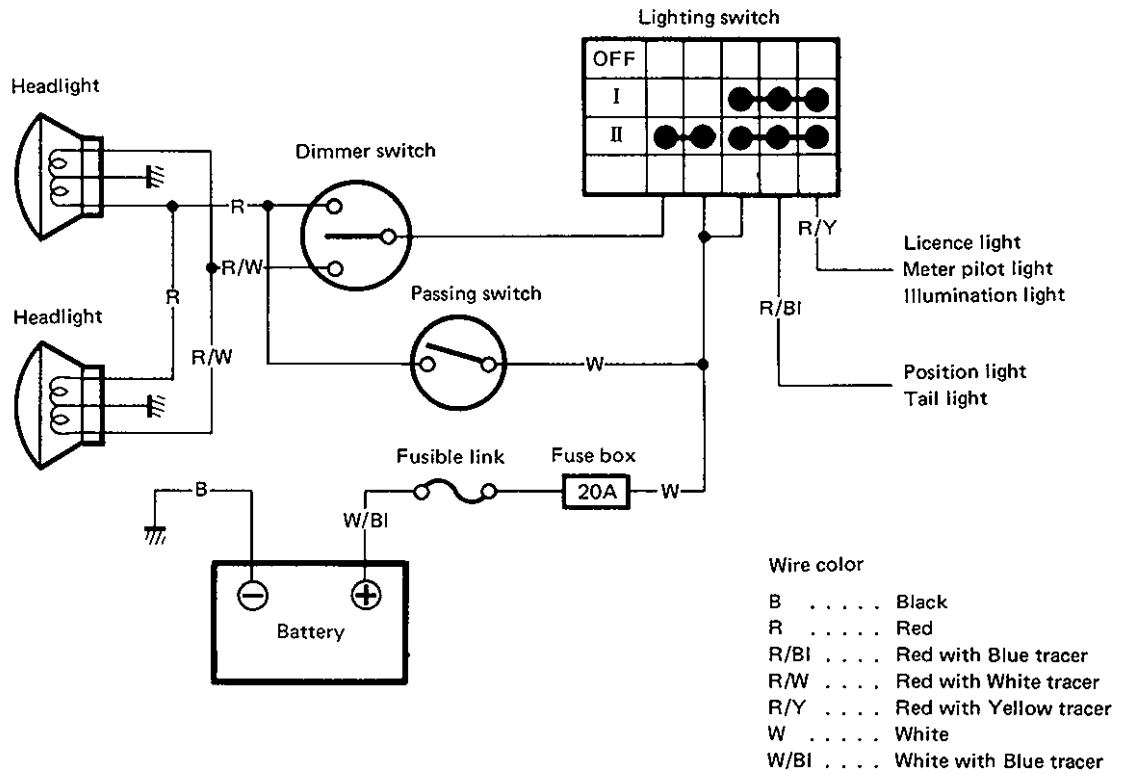 Lighting switch
OFF
I
II
Headlight
Dimmer switch
R
R/W
R/Y
Licence light
Meter pilot light
Illumination light
Passing switch
R
R/Bl
Headlight
R/W
W
Position light
Tail light
Fusible link
Fuse box
B
20A
W
W/Bl
Battery
Wire color
B ..... Black
R ..... Red
R/Bl .... Red with Blue tracer
R/W .... Red with White tracer
R/Y .... Red with Yellow tracer
W ..... White
W/Bl .... White with Blue tracer